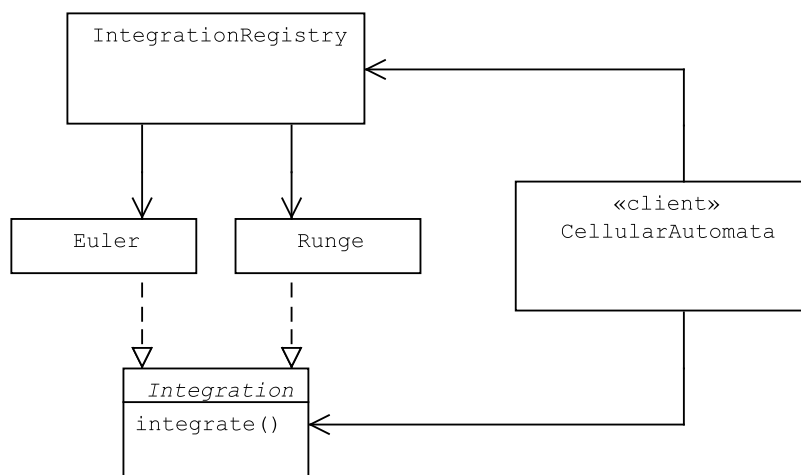 IntegrationRegistry
«client»
CellularAutomata
Euler
Runge
Integration
integrate()